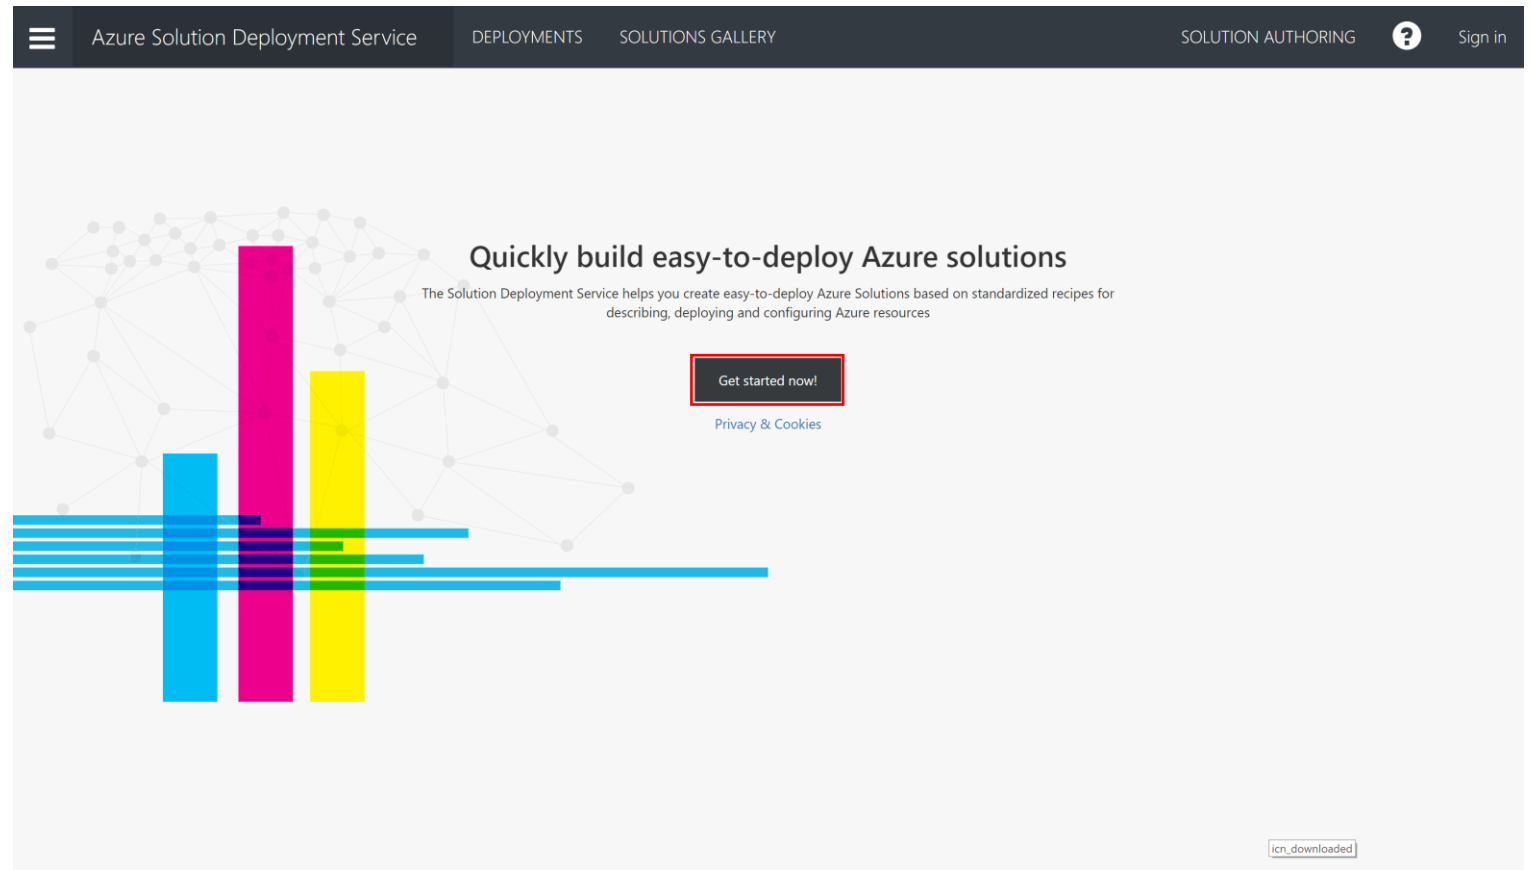 Azure Solution Deployment Service DEPLOYMENTS SOLUTIONS GALLERY SOLUTION AUTHORING ? Sign in
Quickly build easy-to-deploy Azure solutions
The Solution Deployment Service helps you create easy-to-deploy Azure Solutions based on standardized recipes for
describing, deploying and configuring Azure resources
Get started now!
Privacy & Cookies
icn_downloaded